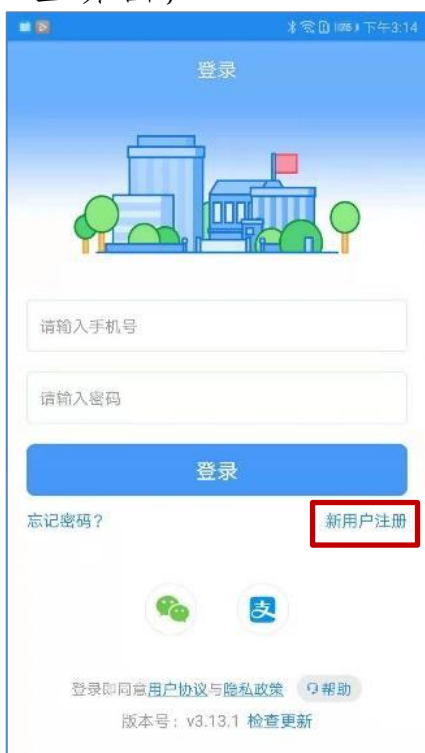 下午3:14
登录
请输入手机号
请输入密码
登录
忘记密码？ 新用户注册
登录即同意用户协议与隐私政策 帮助
版本号：v3.13.1 检查更新